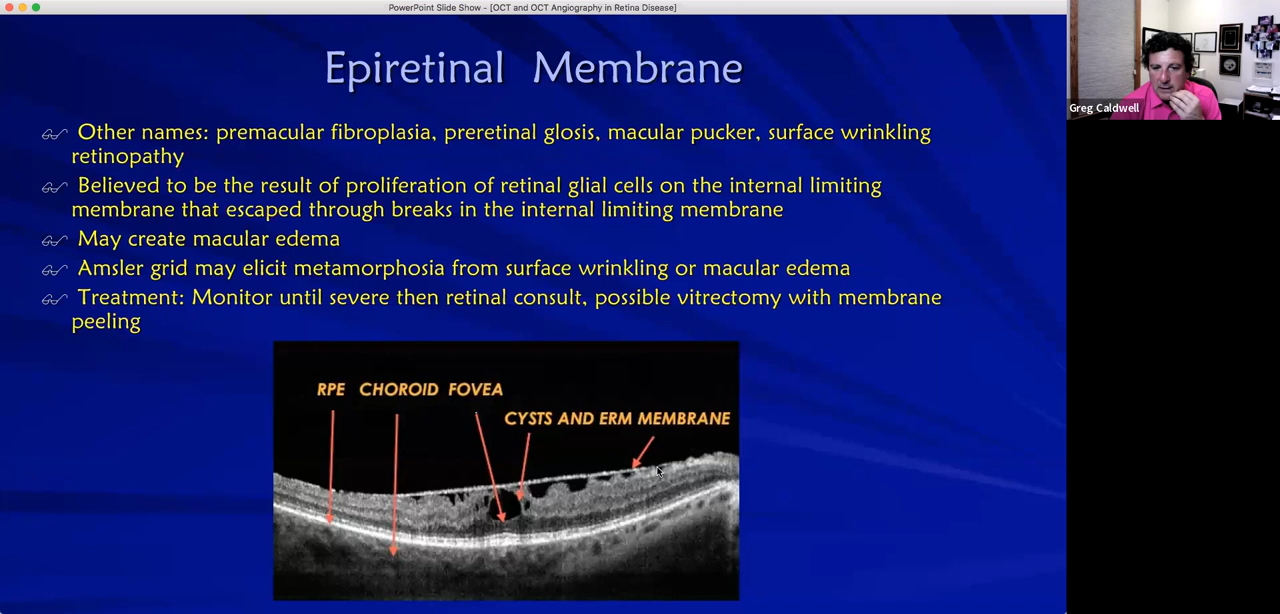 PowerPoint Slide Show - [OCT and OCT Angiography in Retina Disease]
Epiretinal Membrane
Other names: premacular fibroplasia, preretinal glosis, macular pucker, surface wrinkling
retinopathy
Believed to be the result of proliferation of retinal glial cells on the internal limiting
membrane that escaped through breaks in the internal limiting membrane
May create macular edema
Amsler grid may elicit metamorphosia from surface wrinkling or macular edema
Treatment: Monitor until severe then retinal consult, possible vitrectomy with membrane
peeling
RPE CHOROID FOVEA
CYSTS AND ERM MEMBRANE
Greg Caldwell